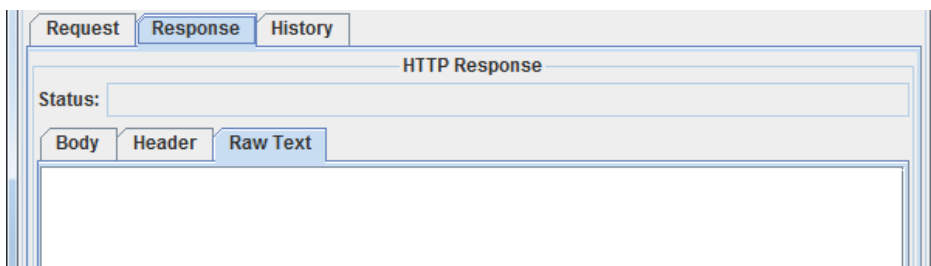 Request Response History
HTTP Response
Status:
Body Header Raw Text